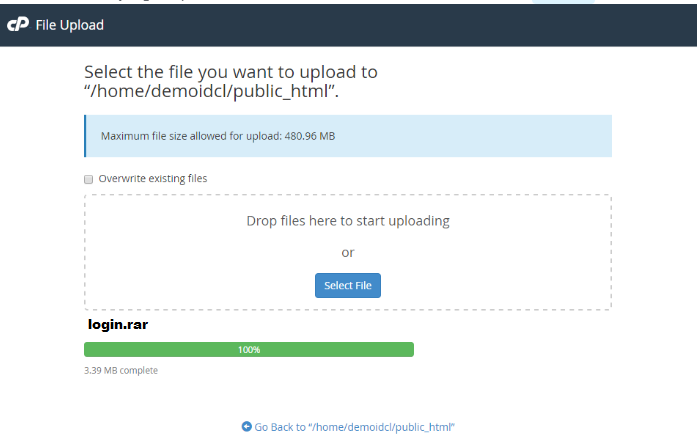 cP File Upload
Select the file you want to upload to
“/home/demoidcl/public_html”.
Maximum file size allowed for upload: 480.96 MB
Overwrite existing files
Drop files here to start uploading
or
Select File
login.rar
100%
3.39 MB complete
Go Back to “/home/demoidcl/public_html”